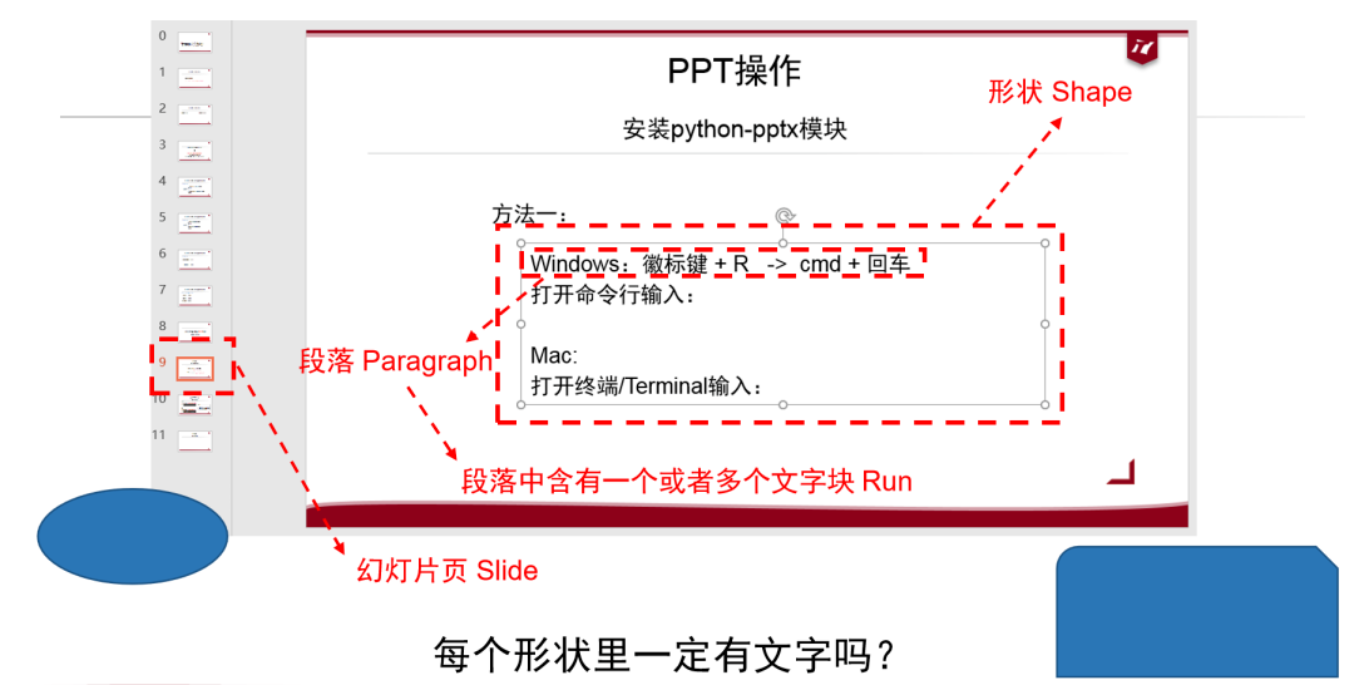 0
1
2
3
4
5
6
7
8
9
10
11
PPT操作
形状 Shape
安装python-pptx模块
方法一：
Windows：徽标键 + R -> cmd + 回车
打开命令行输入：
段落 Paragraph
Mac:
打开终端/Terminal输入：
段落中含有一个或者多个文字块 Run
幻灯片页 Slide
每个形状里一定有文字吗？